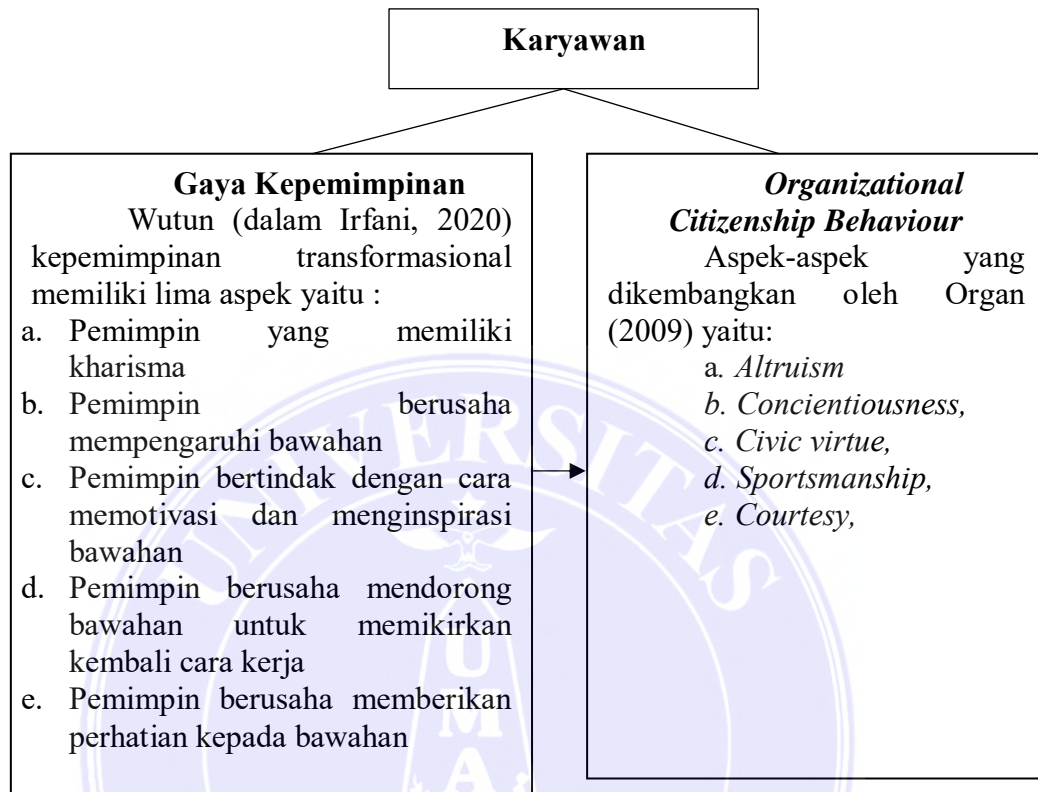 Karyawan
Gaya Kepemimpinan
Wutun (dalam Irfani, 2020)
kepemimpinan transformasional
memiliki lima aspek yaitu :
a. Pemimpin yang memiliki
kharisma
b. Pemimpin berusaha
mempengaruhi bawahan
c. Pemimpin bertindak dengan cara
memotivasi dan menginspirasi
bawahan
d. Pemimpin berusaha mendorong
bawahan untuk memikirkan
kembali cara kerja
e. Pemimpin berusaha memberikan
perhatian kepada bawahan
Organizational
Citizenship Behaviour
Aspek-aspek yang
dikembangkan oleh Organ
(2009) yaitu:
a. Altruism
b. Concientiousness,
c. Civic virtue,
d. Sportsmanship,
e. Courtesy,
UNIVERSITAS
U
M
A